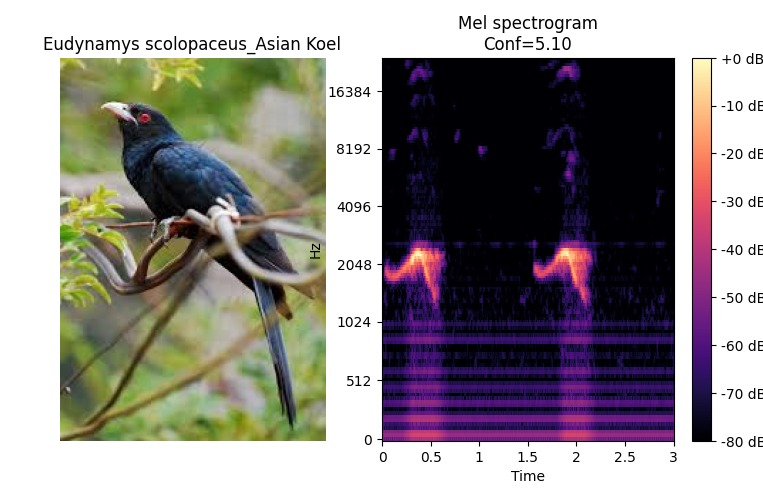 Eudynamys scolopaceus_Asian Koel
Mel spectrogram
Conf=5.10
Hz
16384
8192
4096
2048
1024
512
0
0
0.5
1
1.5
2
2.5
3
Time
+0 dB
-10 dB
-20 dB
-30 dB
-40 dB
-50 dB
-60 dB
-70 dB
-80 dB